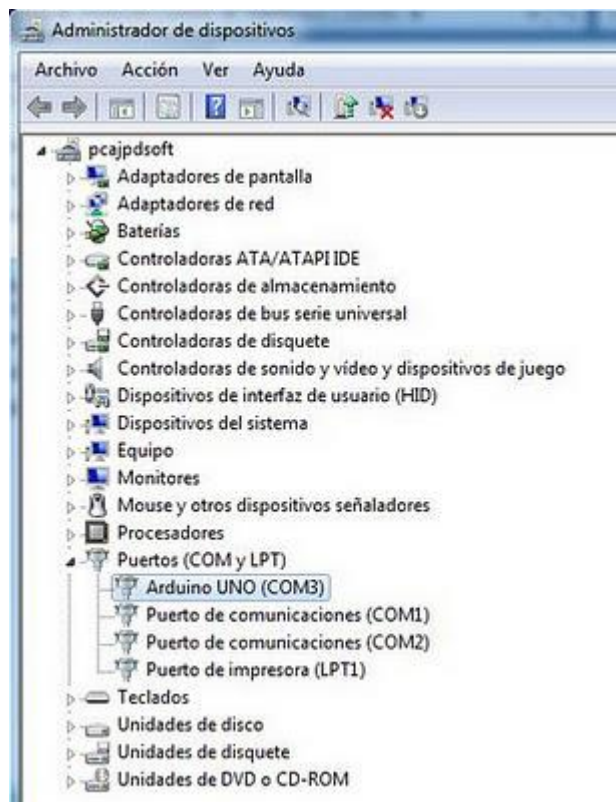 Administrador de dispositivos
Archivo Acción Ver Ayuda
pcajpdsoft
Adaptadores de pantalla
Adaptadores de red
Baterías
Controladoras ATA/ATAPI IDE
Controladoras de almacenamiento
Controladoras de bus serie universal
Controladoras de disquete
Controladoras de sonido y vídeo y dispositivos de juego
Dispositivos de interfaz de usuario (HID)
Dispositivos del sistema
Equipo
Monitores
Mouse y otros dispositivos señaladores
Procesadores
Puertos (COM y LPT)
Arduino UNO (COM3)
Puerto de comunicaciones (COM1)
Puerto de comunicaciones (COM2)
Puerto de impresora (LPT1)
Teclados
Unidades de disco
Unidades de disquete
Unidades de DVD o CD-ROM